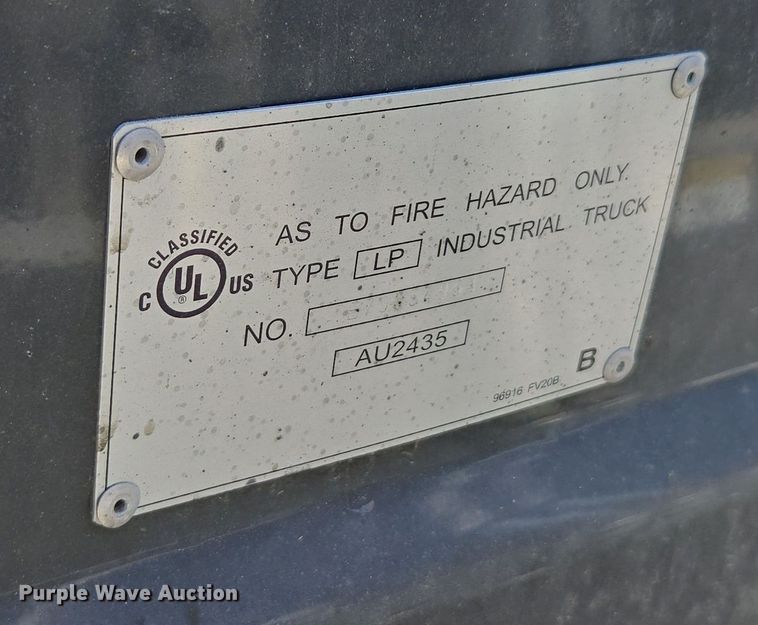 CLASSIFIED
C UL US
®
AS TO FIRE HAZARD ONLY.
TYPE LP INDUSTRIAL TRUCK
NO.
AU2435
96916 FV20B
B
Purple Wave Auction